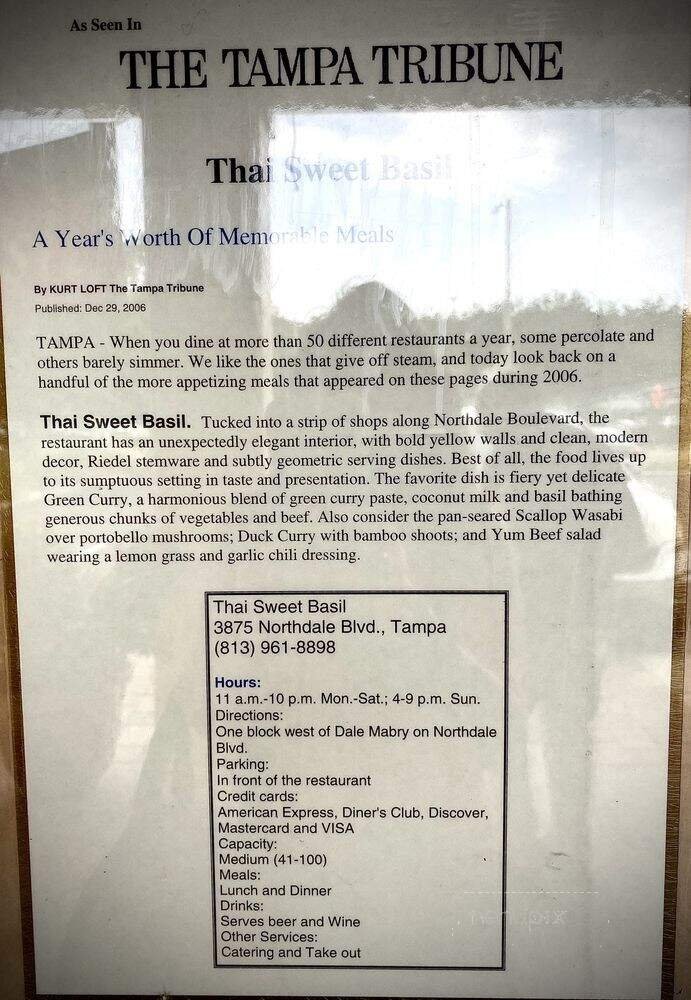 As Seen In
THE TAMPA TRIBUNE
Thai Sweet Basil
A Year's Worth Of Memorable Meals
By KURT LOFT The Tampa Tribune
Published: Dec 29, 2006
TAMPA - When you dine at more than 50 different restaurants a year, some percolate and
others barely simmer. We like the ones that give off steam, and today look back on a
handful of the more appetizing meals that appeared on these pages during 2006.
Thai Sweet Basil. Tucked into a strip of shops along Northdale Boulevard, the
restaurant has an unexpectedly elegant interior, with bold yellow walls and clean, modern
decor, Riedel stemware and subtly geometric serving dishes. Best of all, the food lives up
to its sumptuous setting in taste and presentation. The favorite dish is fiery yet delicate
Green Curry, a harmonious blend of green curry paste, coconut milk and basil bathing
generous chunks of vegetables and beef. Also consider the pan-seared Scallop Wasabi
over portobello mushrooms; Duck Curry with bamboo shoots; and Yum Beef salad
wearing a lemon grass and garlic chili dressing.
Thai Sweet Basil
3875 Northdale Blvd., Tampa
(813) 961-8898
Hours:
11 a.m.-10 p.m. Mon.-Sat.; 4-9 p.m. Sun.
Directions:
One block west of Dale Mabry on Northdale
Blvd.
Parking:
In front of the restaurant
Credit cards:
American Express, Diner's Club, Discover,
Mastercard and VISA
Capacity:
Medium (41-100)
Meals:
Lunch and Dinner
Drinks:
Serves beer and Wine
Other Services:
Catering and Take out